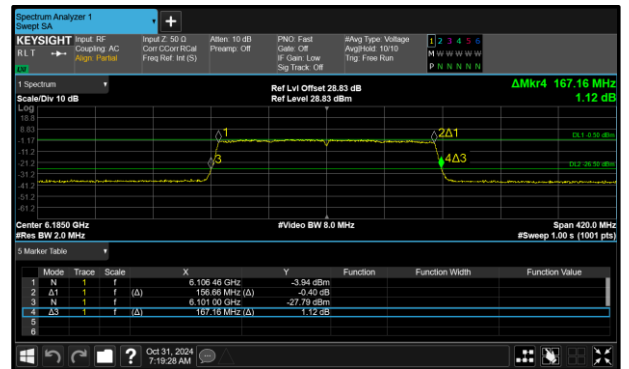 Spectrum Analyzer 1
Swept SA
KEYSIGHT Input: RF Input Z: 50 Ω Atten: 10 dB PNO: Fast #Avg Type: Voltage 1 2 3 4 5 6
RLT Coupling: AC Corr CCorr RCal Preamp: Off Gate: Off Avg|Hold: 10/10 M W W W W W
Align: Partial Freq Ref: Int (S) IF Gain: Low Trig: Free Run
Sig Track: Off P N N N N N
1 Spectrum Ref Lvl Offset 28.83 dB ΔMkr4 167.16 MHz
Scale/Div 10 dB Ref Level 28.83 dBm 1.12 dB
Log
18.8
8.83
1 2Δ1
-1.17 DL1 -0.50 dBm
-11.2
3 4Δ3
-21.2 DL2 -26.50 dBm
-31.2
-41.2
-51.2
-61.2
Center 6.1850 GHz #Video BW 8.0 MHz Span 420.0 MHz
#Res BW 2.0 MHz #Sweep 1.00 s (1001 pts)
5 Marker Table
Mode Trace Scale X Y Function Function Width Function Value
1 N 1 f 6.106 46 GHz -3.94 dBm
2 Δ1 1 f (Δ) 156.66 MHz (Δ) -0.40 dB
3 N 1 f 6.101 00 GHz -27.79 dBm
4 Δ3 1 f (Δ) 167.16 MHz (Δ) 1.12 dB
5
6
? Oct 31, 2024
7:19:28 AM